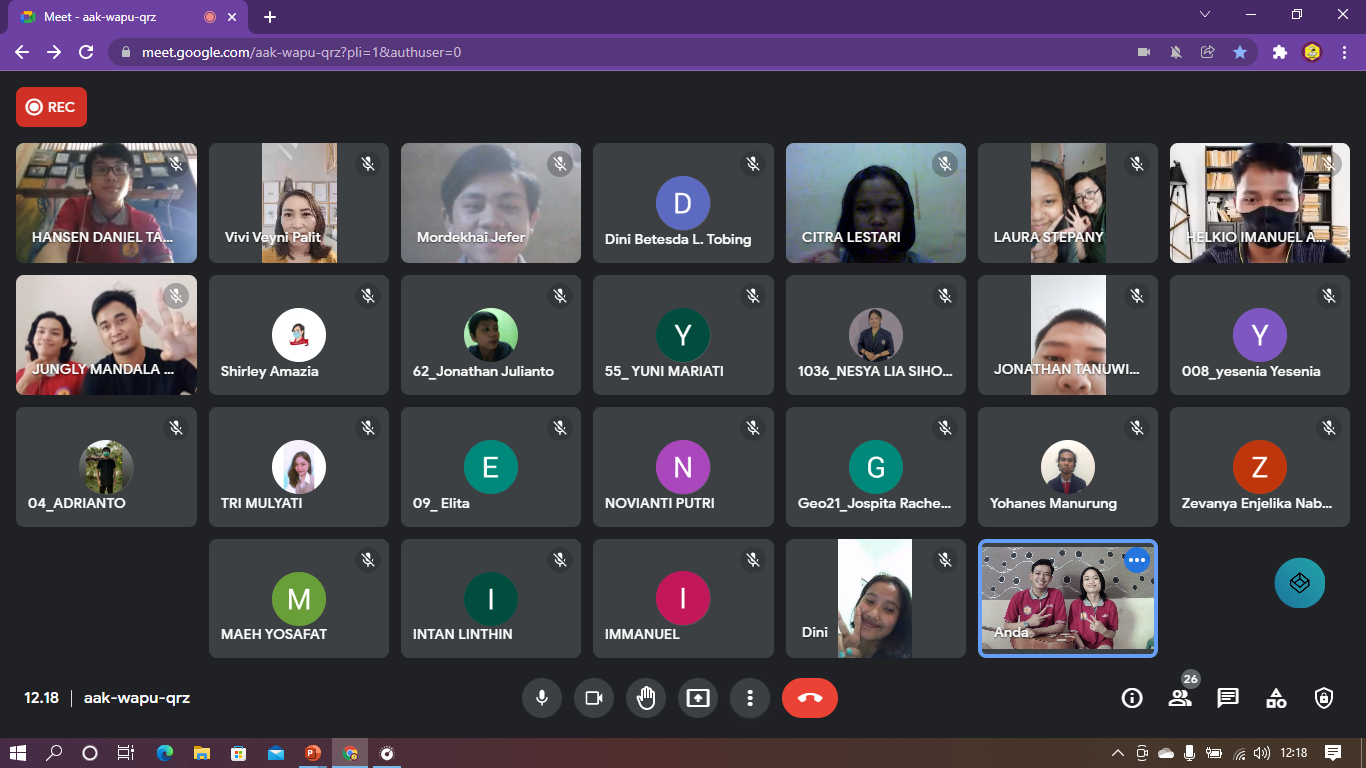 Meet - aak-wapu-qrz
meet.google.com/aak-wapu-qrz?pli=1&authuser=0
REC
HANSEN DANIEL TA...
Vivi Veyni Palit
Mordekhai Jefer
D
Dini Betesda L. Tobing
CITRA LESTARI
LAURA STEPANY
HELKIO IMANUEL A...
JUNGLY MANDALA ...
Shirley Amazia
62_Jonathan Julianto
Y
55_ YUNI MARIATI
1036_NESYA LIA SIHO...
JONATHAN TANUWI...
Y
008_yesenia Yesenia
04_ADRIANTO
TRI MULYATI
E
09_ Elita
N
NOVIANTI PUTRI
G
Geo21_Jospita Rache...
Yohanes Manurung
Z
Zevanya Enjelika Nab...
M
MAEH YOSAFAT
I
INTAN LINTHIN
I
IMMANUEL
Dini
Anda
12.18 | aak-wapu-qrz
26
12:18